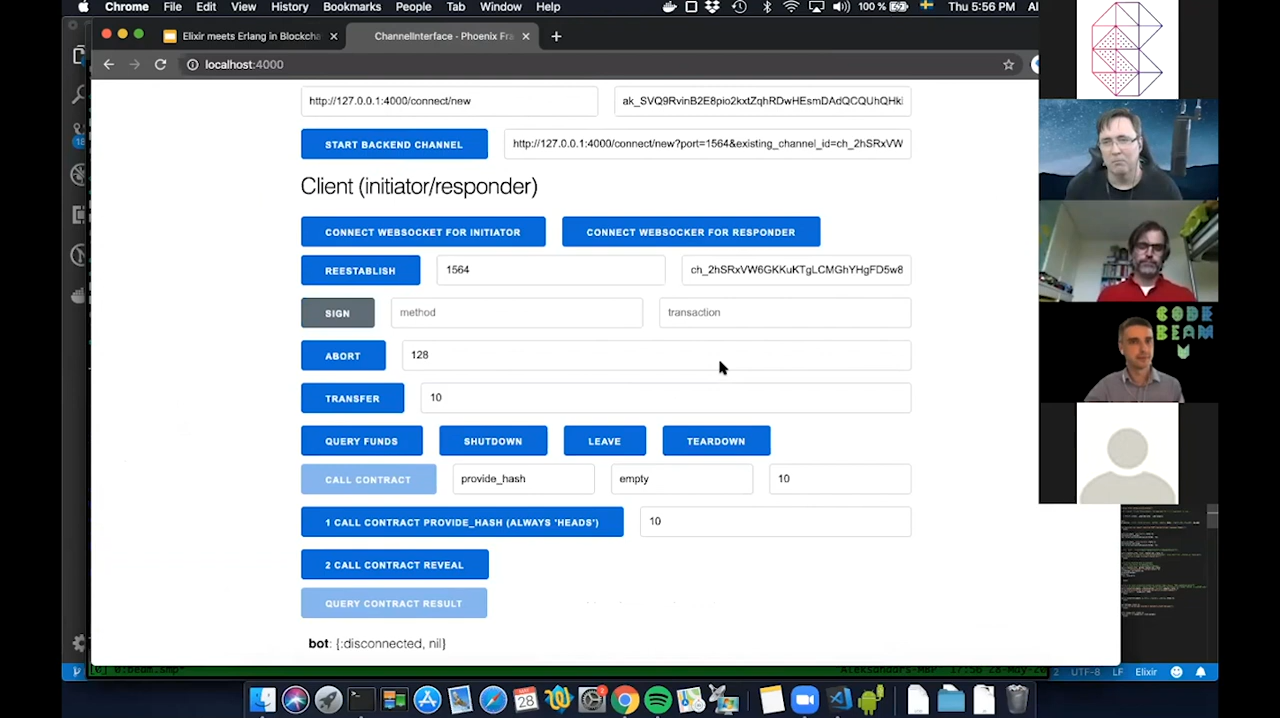 Chrome File Edit View History Bookmarks People Tab Window Help 100 % Thu 5:56 PM
Elixir meets Erlang in Blockcha × ChannelInterface - Phoenix Fra × +
localhost:4000
http://127.0.0.1:4000/connect/new ak_SVQ9RvinB2E8pio2kxtZqhRDwHEsmDAdQCQUhQHki
START BACKEND CHANNEL http://127.0.0.1:4000/connect/new?port=1564&existing_channel_id=ch_2hSRxVW
Client (initiator/responder)
CONNECT WEBSOCKET FOR INITIATOR CONNECT WEBSOCKER FOR RESPONDER
REESTABLISH 1564 ch_2hSRxVW6GKKuKTgLCMGhYHgFD5w8
SIGN method transaction
ABORT 128
TRANSFER 10
QUERY FUNDS SHUTDOWN LEAVE TEARDOWN
CALL CONTRACT provide_hash empty 10
1 CALL CONTRACT PROVIDE_HASH (ALWAYS 'HEADS') 10
2 CALL CONTRACT REVEAL
QUERY CONTRACT RESULT
bot: {:disconnected, nil}
UTF-8 LF Elixir
CODE
BEAM